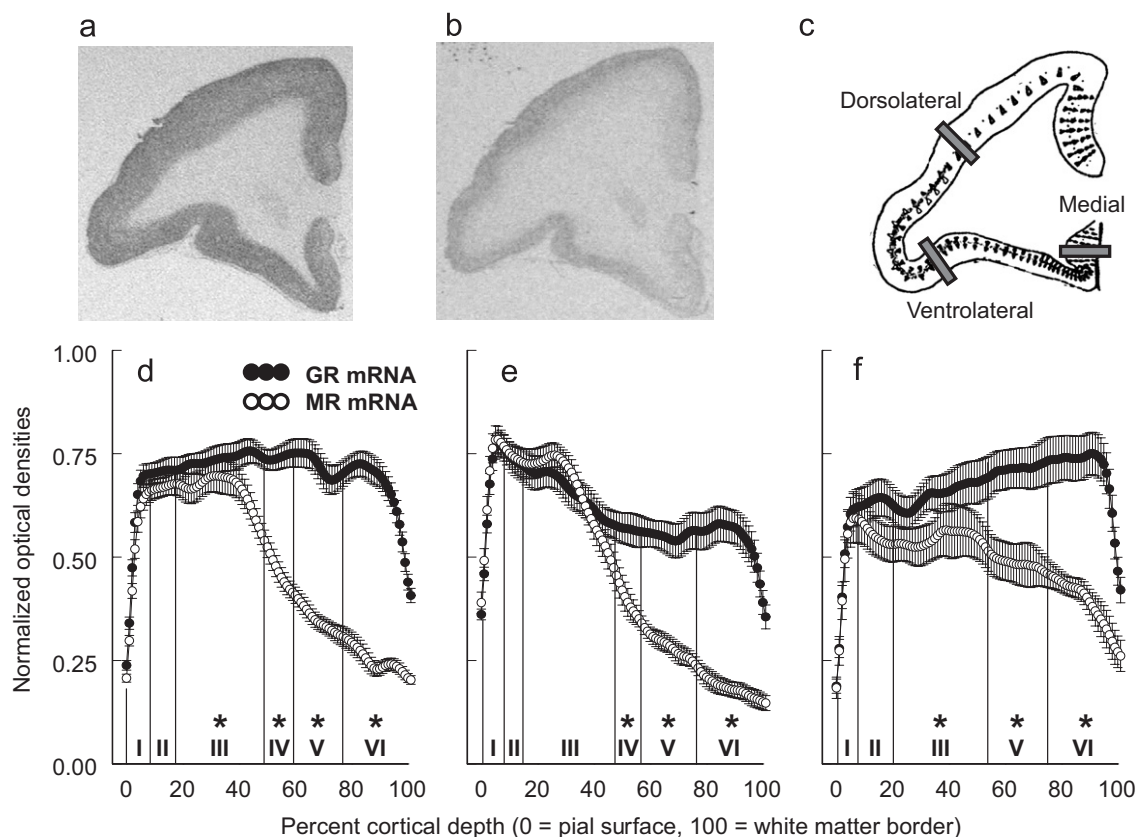 a
b
c
Dorsolateral
Medial
Ventrolateral
d
GR mRNA
MR mRNA
e
f
Normalized optical densities
1.00
0.75
0.50
0.25
0.00
* * * *
I II III IV V VI
* * *
I II III IV V VI
* * *
I II III V VI
0 20 40 60 80 100
0 20 40 60 80 100
0 20 40 60 80 100
Percent cortical depth (0 = pial surface, 100 = white matter border)